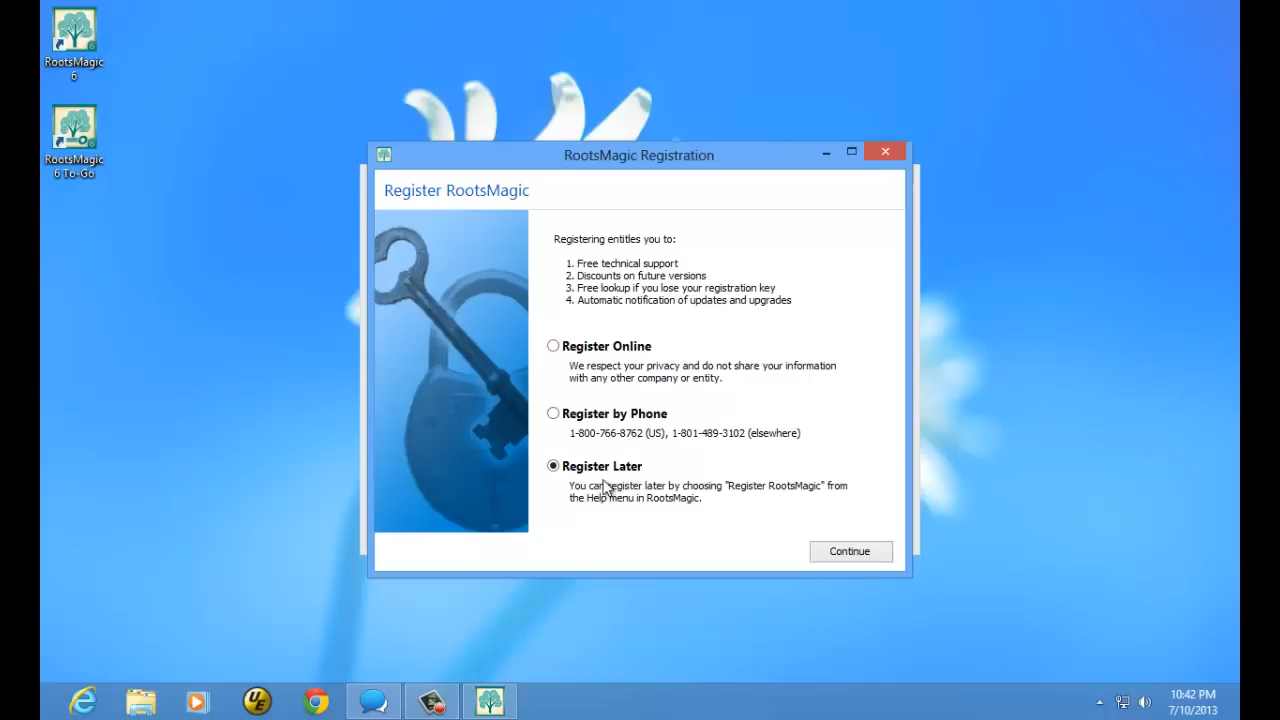 RootsMagic
6
RootsMagic
6 To-Go
RootsMagic Registration
Register RootsMagic
Registering entitles you to:
1. Free technical support
2. Discounts on future versions
3. Free lookup if you lose your registration key
4. Automatic notification of updates and upgrades
Register Online
We respect your privacy and do not share your information
with any other company or entity.
Register by Phone
1-800-766-8762 (US), 1-801-489-3102 (elsewhere)
Register Later
You can register later by choosing "Register RootsMagic" from
the Help menu in RootsMagic.
Continue
UE
10:42 PM
7/10/2013